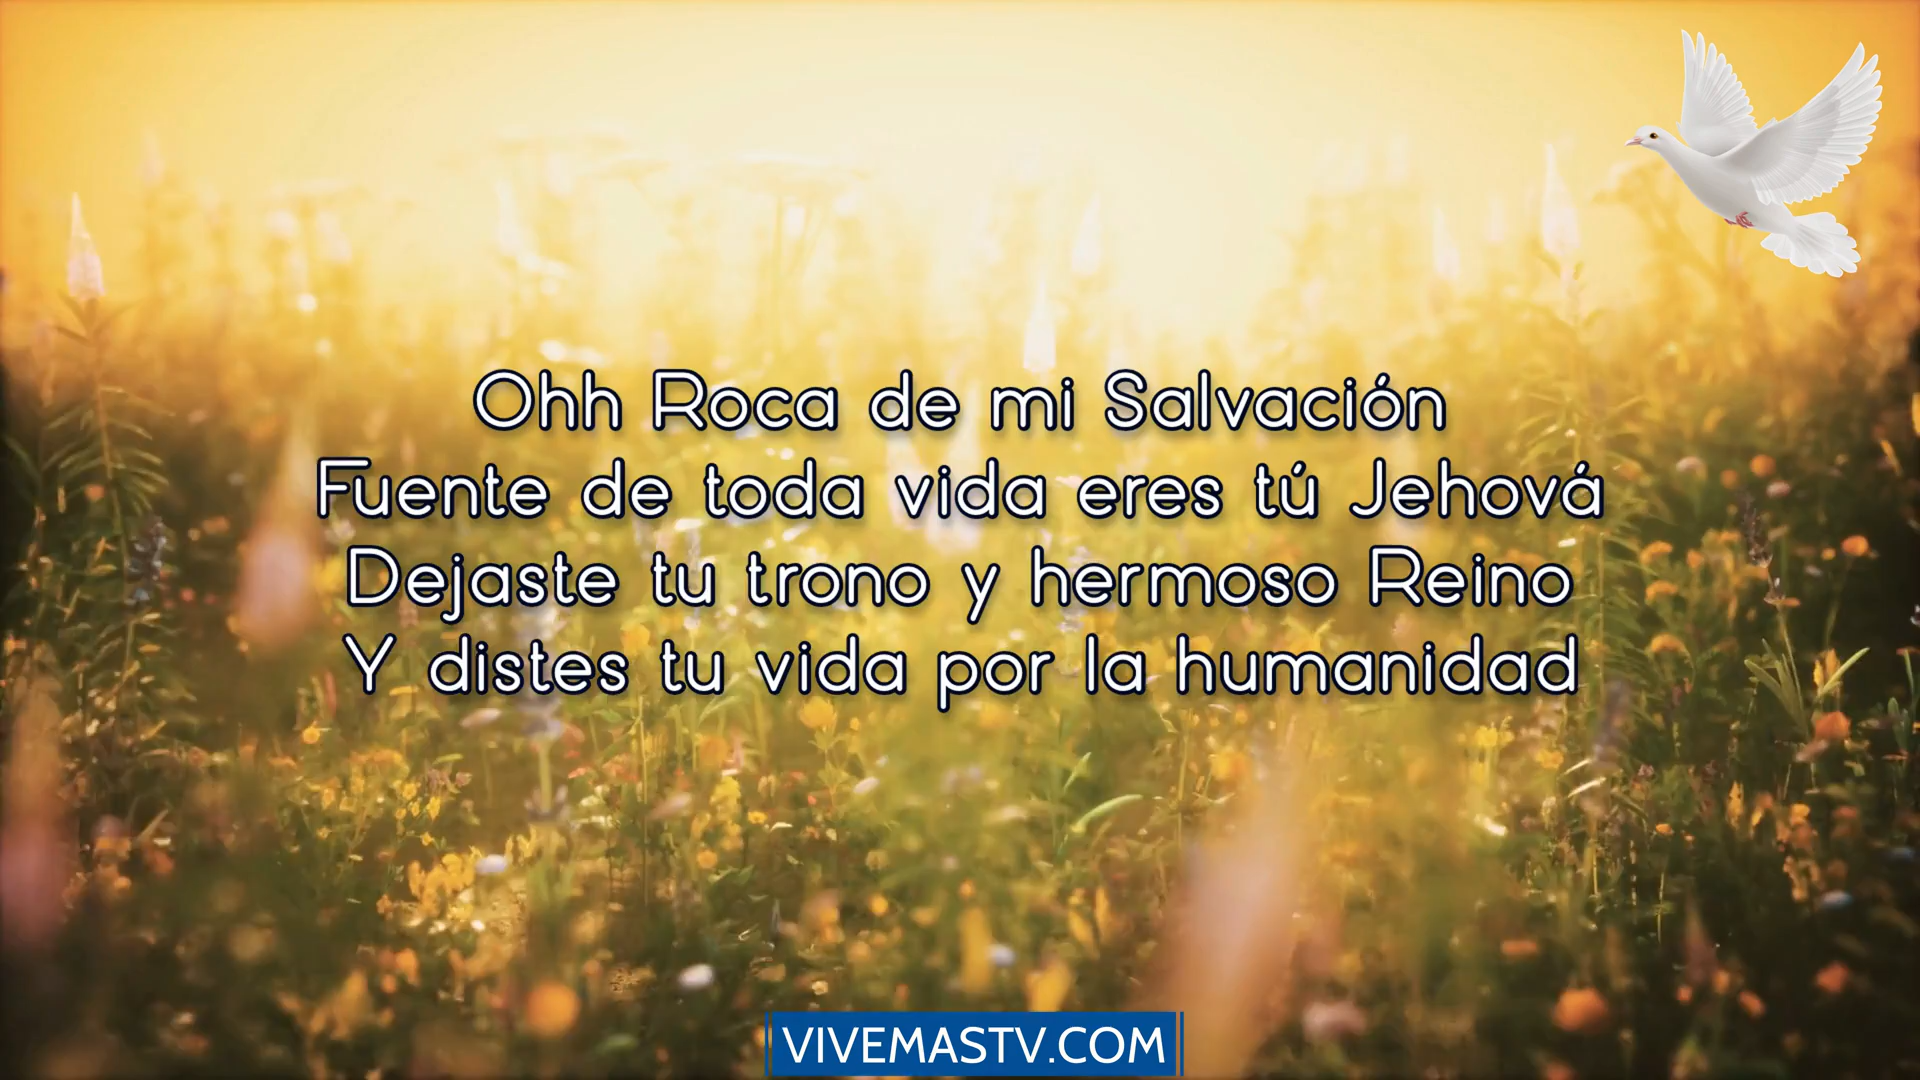 Ohh Roca de mi Salvación
Fuente de toda vida eres tú Jehová
Dejaste tu trono y hermoso Reino
Y distes tu vida por la humanidad
VIVEMASTV.COM